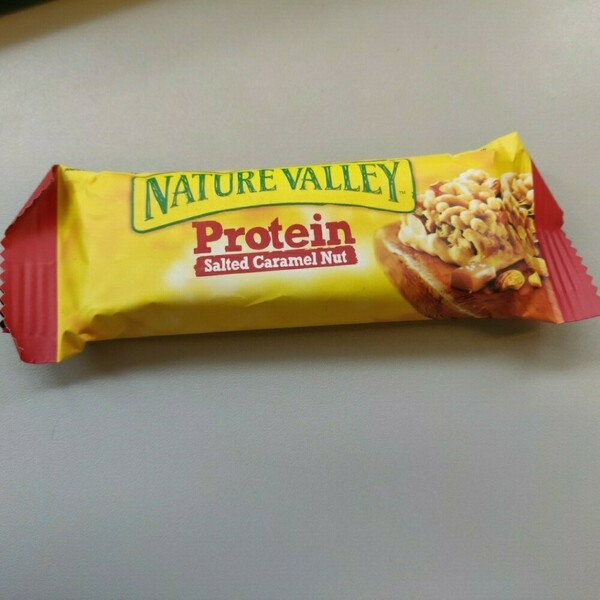 NATURE VALLEY
Protein
Salted Caramel Nut